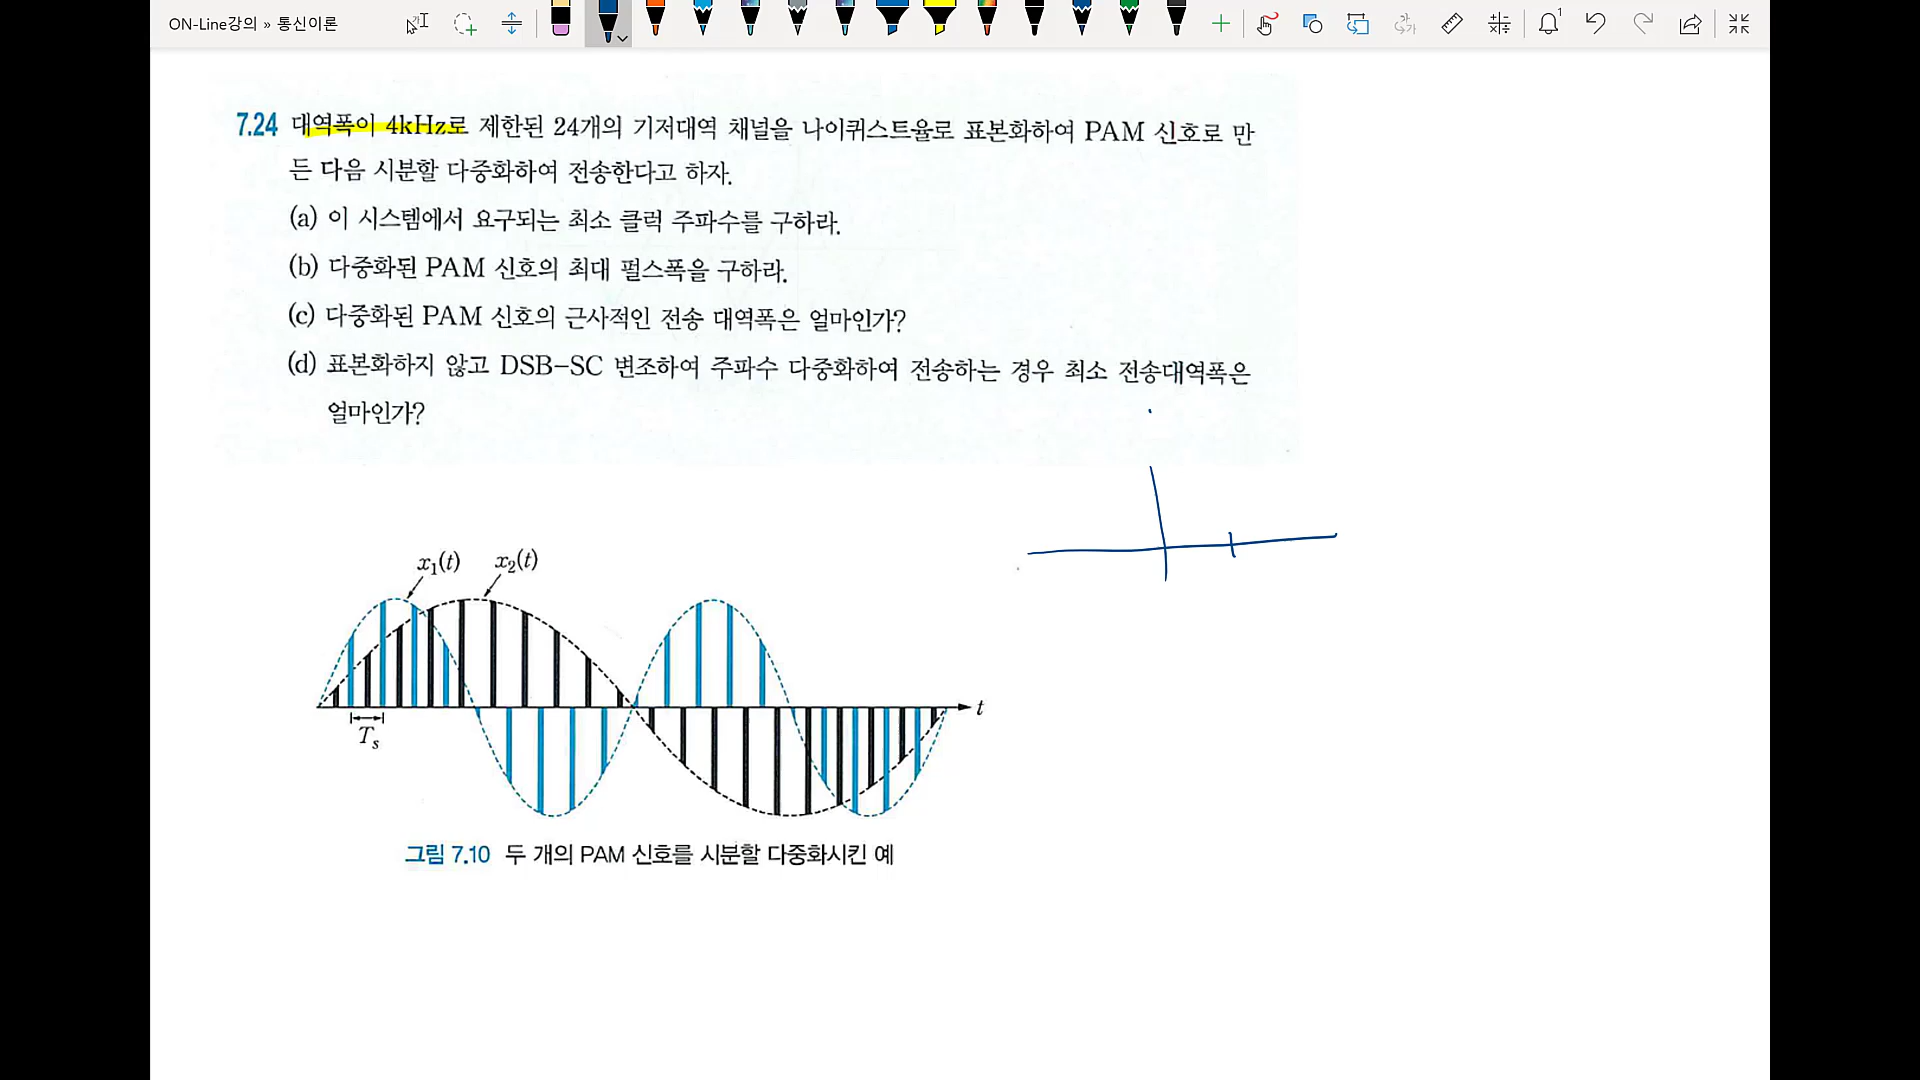 ON-Line강의 » 통신이론
7.24 대역폭이 4kHz로 제한된 24개의 기저대역 채널을 나이퀴스트율로 표본화하여 PAM 신호로 만
든 다음 시분할 다중화하여 전송한다고 하자.
(a) 이 시스템에서 요구되는 최소 클럭 주파수를 구하라.
(b) 다중화된 PAM 신호의 최대 펄스폭을 구하라.
(c) 다중화된 PAM 신호의 근사적인 전송 대역폭은 얼마인가?
(d) 표본화하지 않고 DSB-SC 변조하여 주파수 다중화하여 전송하는 경우 최소 전송대역폭은
얼마인가?
x₁(t) x₂(t)
t
Tₛ
그림 7.10 두 개의 PAM 신호를 시분할 다중화시킨 예